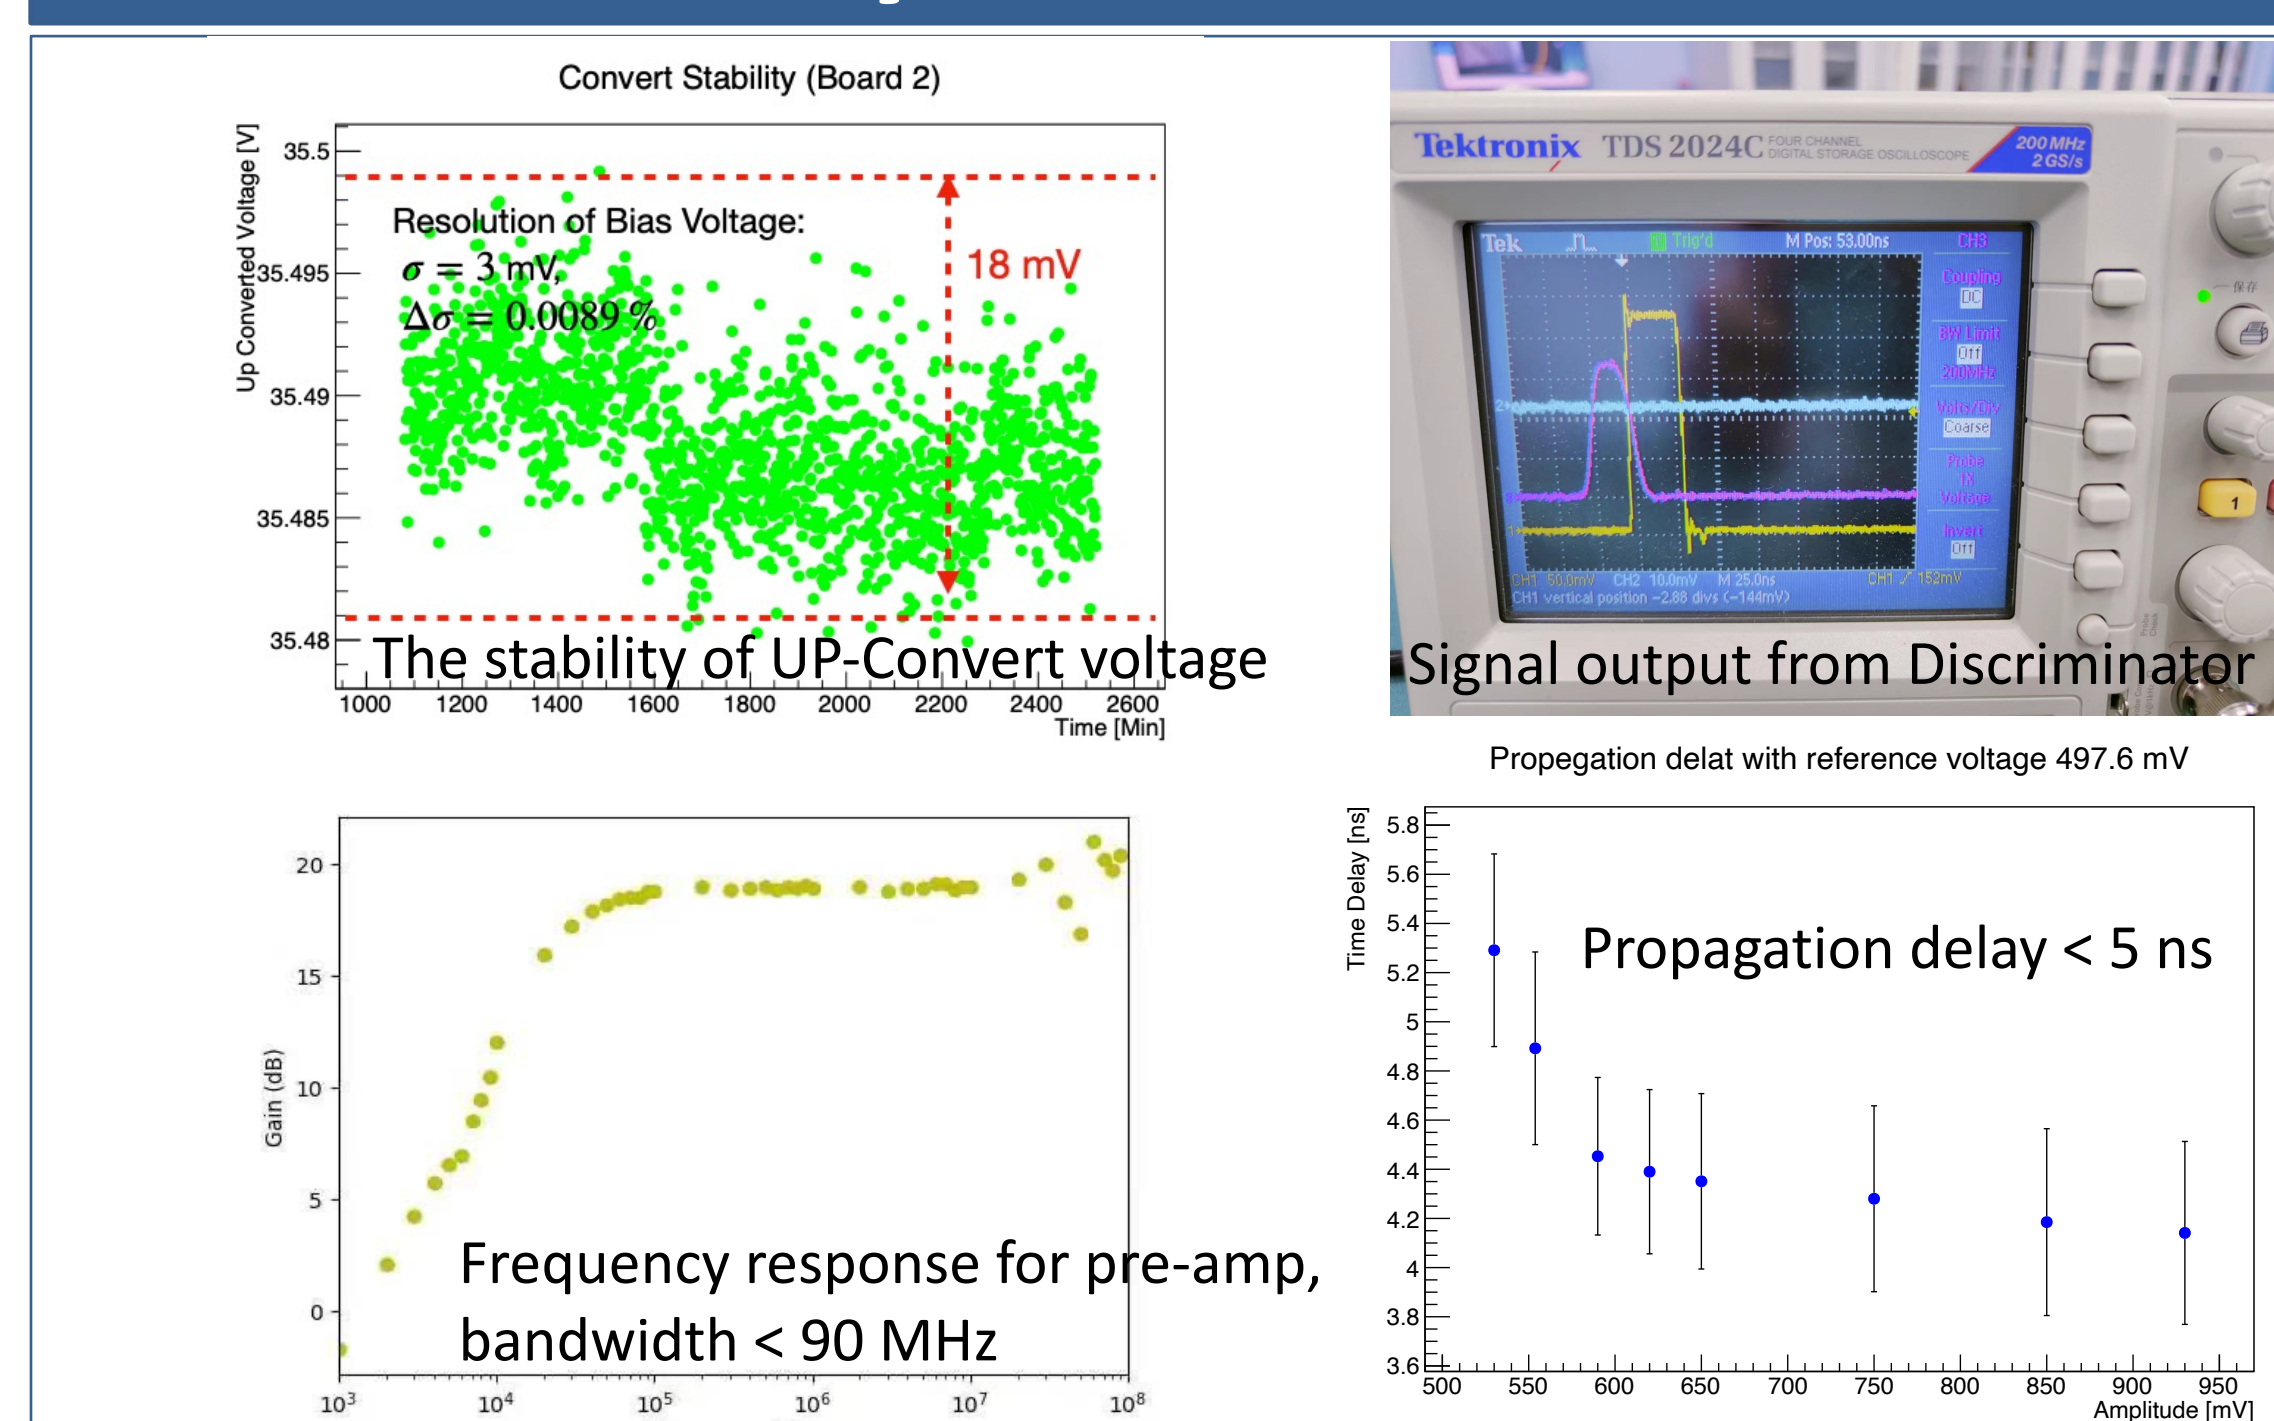 Convert Stability (Board 2)
Up Converted Voltage [V]
35.5
35.495
35.49
35.485
35.48
Resolution of Bias Voltage:
σ = 3 mV,
Δσ = 0.0089 %
18 mV
The stability of UP-Convert voltage
1000 1200 1400 1600 1800 2000 2200 2400 2600
Time [Min]
Tektronix TDS 2024C FOUR CHANNEL
DIGITAL STORAGE OSCILLOSCOPE
200 MHz
2 GS/s
Tek Trig'd M Pos: 53.00ns CH3
Coupling
DC
BW Limit
Off
200MHz
Volts/Div
Coarse
Probe
1X
Voltage
Invert
Off
2
1
CH1 50.0mV CH2 10.0mV M 25.0ns CH1 152mV
CH1 vertical position -2.88 divs (-144mV)
保存
1
Signal output from Discriminator
Gain (dB)
20
15
10
5
0
Frequency response for pre-amp,
bandwidth < 90 MHz
10³ 10⁴ 10⁵ 10⁶ 10⁷ 10⁸
Propegation delat with reference voltage 497.6 mV
Time Delay [ns]
5.8
5.6
5.4
5.2
5
4.8
4.6
4.4
4.2
4
3.8
3.6
Propagation delay < 5 ns
500 550 600 650 700 750 800 850 900 950
Amplitude [mV]